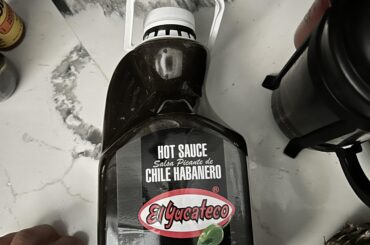 HOT SAUCE
Salsa Picante de
CHILE HABANERO
El Yucateco ®